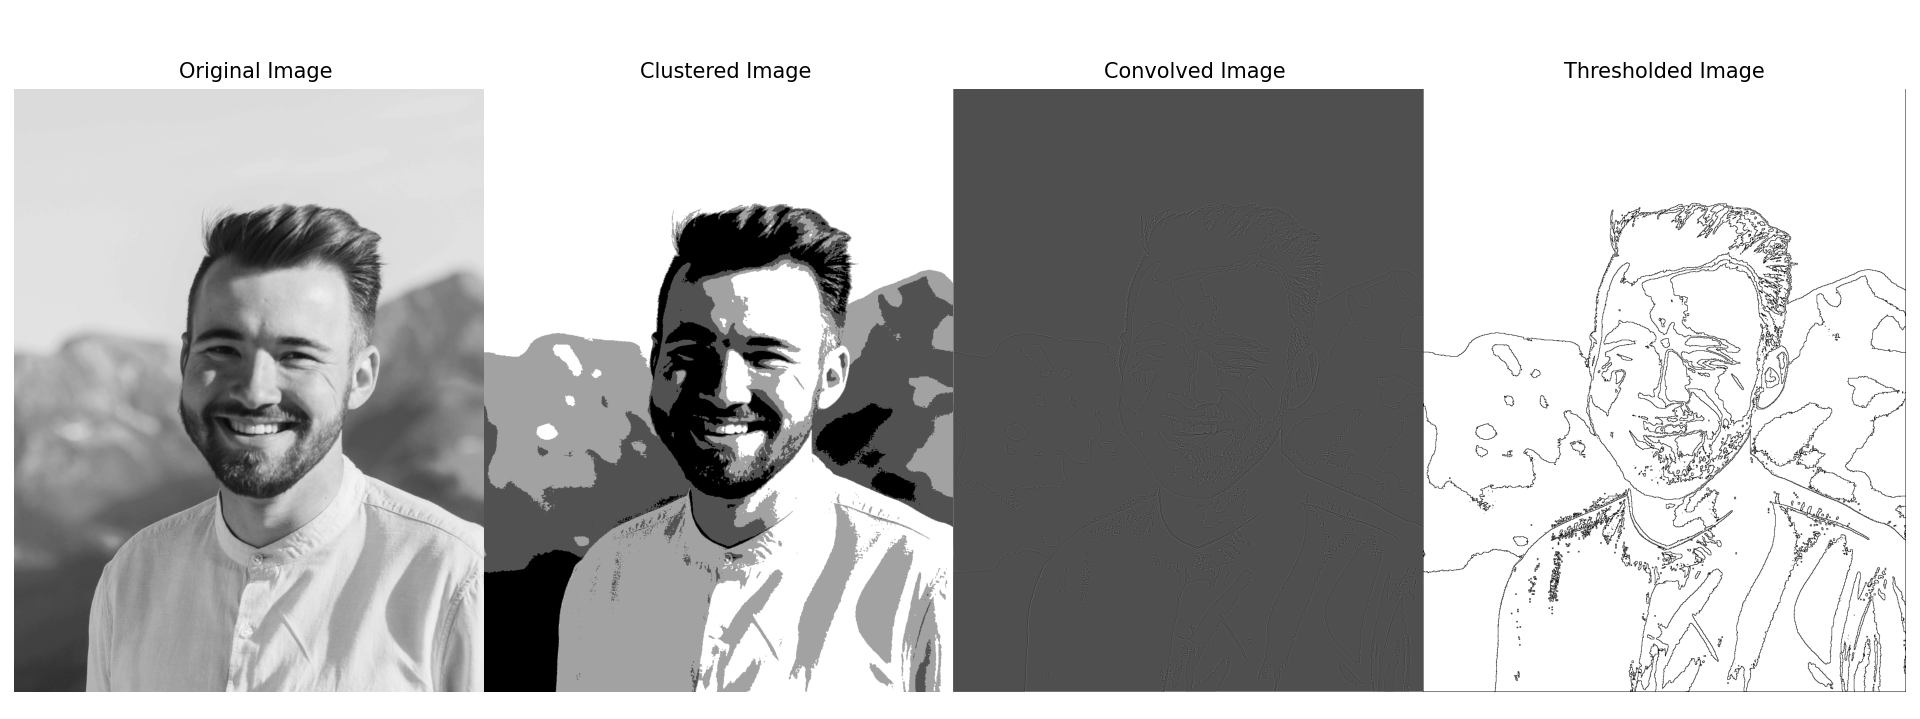 Original Image
Clustered Image
Convolved Image
Thresholded Image